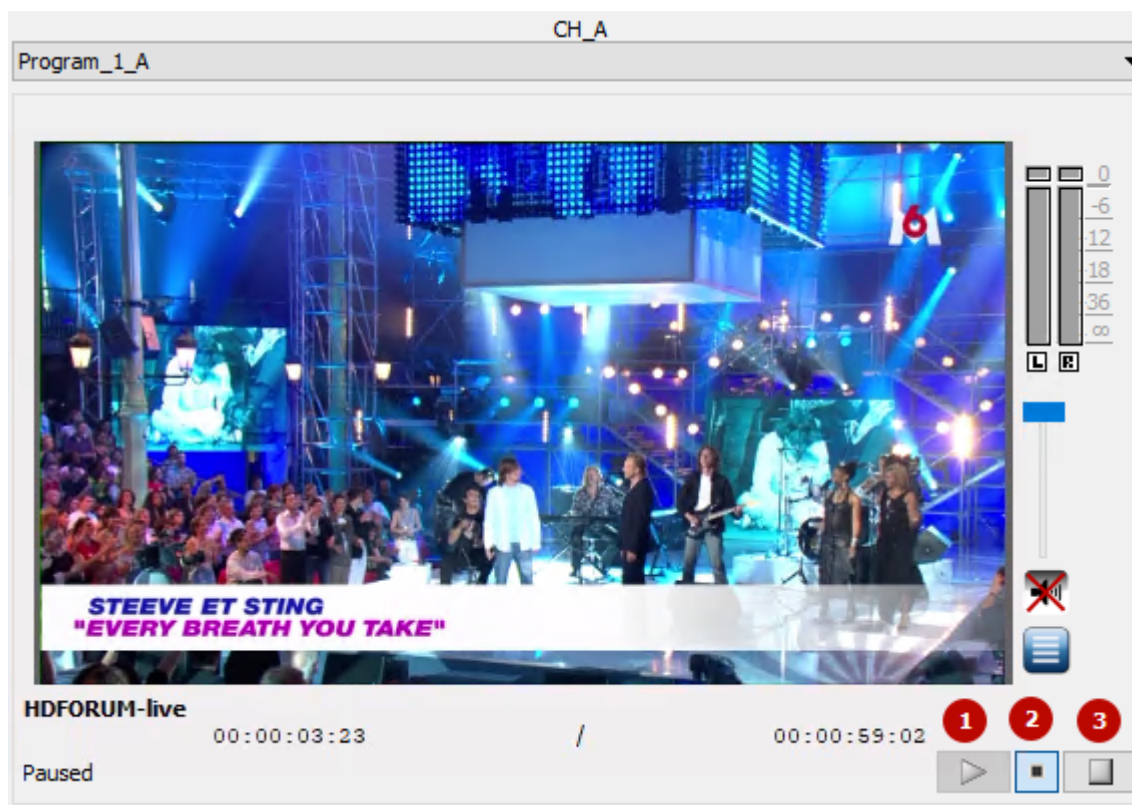 CH_A
Program_1_A
0
-6
-12
-18
-36
∞
L R
M6
STEEVE ET STING
"EVERY BREATH YOU TAKE"
HDFORUM-live
00:00:03:23 / 00:00:59:02
1 2 3
Paused